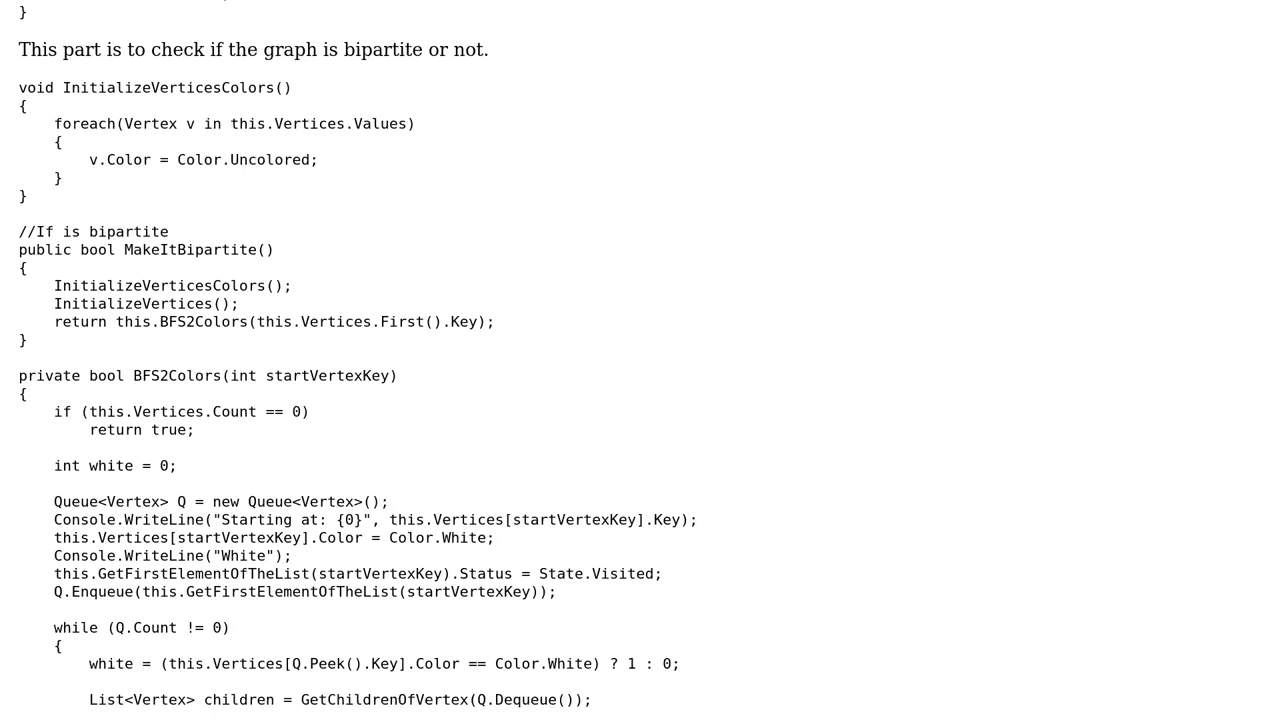 }
This part is to check if the graph is bipartite or not.
void InitializeVerticesColors()
{
    foreach(Vertex v in this.Vertices.Values)
    {
        v.Color = Color.Uncolored;
    }
}
//If is bipartite
public bool MakeItBipartite()
{
    InitializeVerticesColors();
    InitializeVertices();
    return this.BFS2Colors(this.Vertices.First().Key);
}
private bool BFS2Colors(int startVertexKey)
{
    if (this.Vertices.Count == 0)
        return true;
    int white = 0;
    Queue<Vertex> Q = new Queue<Vertex>();
    Console.WriteLine("Starting at: {0}", this.Vertices[startVertexKey].Key);
    this.Vertices[startVertexKey].Color = Color.White;
    Console.WriteLine("White");
    this.GetFirstElementOfTheList(startVertexKey).Status = State.Visited;
    Q.Enqueue(this.GetFirstElementOfTheList(startVertexKey));
    while (Q.Count != 0)
    {
        white = (this.Vertices[Q.Peek().Key].Color == Color.White) ? 1 : 0;
        List<Vertex> children = GetChildrenOfVertex(Q.Dequeue());